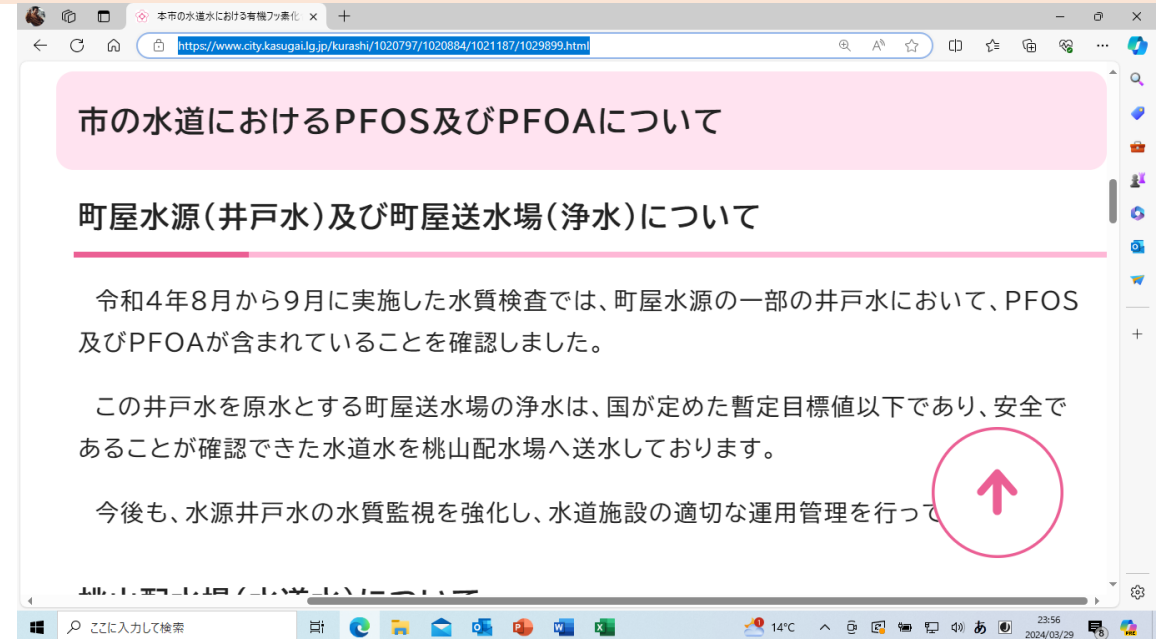 本市の水道水における有機フッ素化
https://www.city.kasugai.lg.jp/kurashi/1020797/1020884/1021187/1029899.html
市の水道におけるPFOS及びPFOAについて
町屋水源(井戸水)及び町屋送水場(浄水)について
令和4年8月から9月に実施した水質検査では、町屋水源の一部の井戸水において、PFOS
及びPFOAが含まれていることを確認しました。
この井戸水を原水とする町屋送水場の浄水は、国が定めた暫定目標値以下であり、安全で
あることが確認できた水道水を桃山配水場へ送水しております。
今後も、水源井戸水の水質監視を強化し、水道施設の適切な運用管理を行って
ここに入力して検索
14°C
あ
23:56
2024/03/29